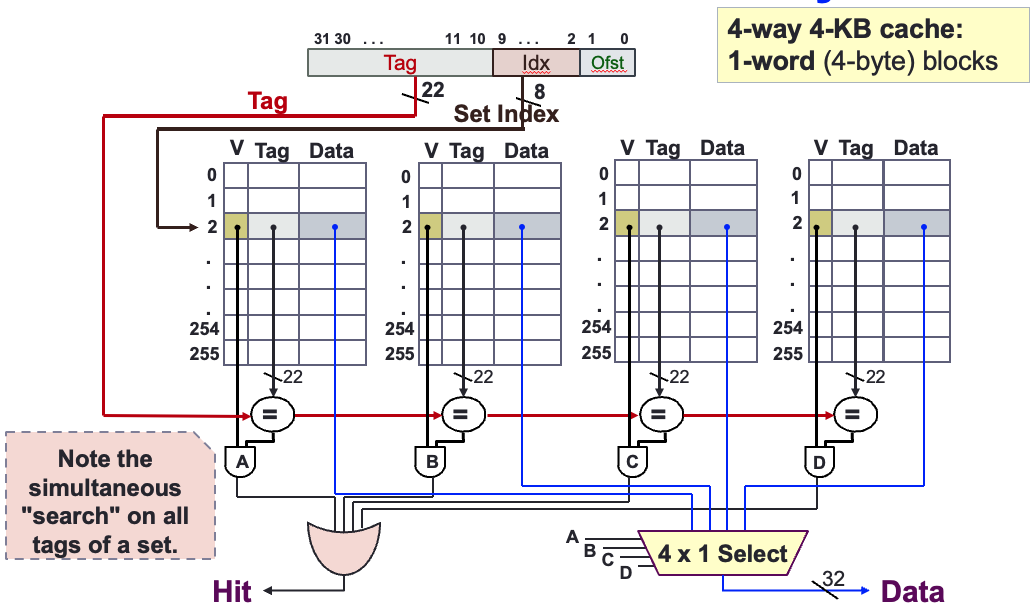 4-way 4-KB cache:
1-word (4-byte) blocks
31 30 ... 11 10 9 ... 2 1 0
Tag Idx Ofst
22 8
Tag
Set Index
V Tag Data V Tag Data V Tag Data V Tag Data
0 0 0 0
1 1 1 1
2 2 2 2
. . . .
. . . .
. . . .
254 254 254 254
255 255 255 255
22 22 22 22
= = = =
A B C D
Note the
simultaneous
"search" on all
tags of a set.
A
B
C
D
4 x 1 Select
Hit
32
Data